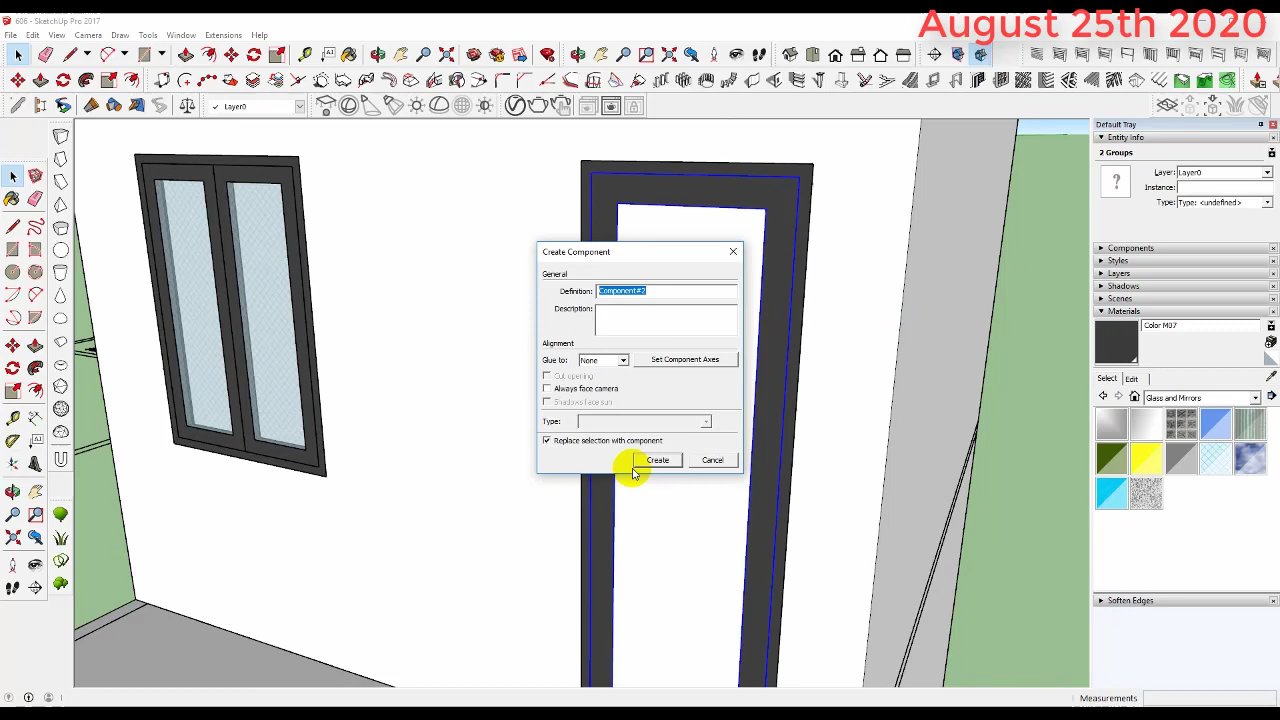 606 - SketchUp Pro 2017
August 25th 2020
File Edit View Camera Draw Tools Window Extensions Help
Layer0
Default Tray
Entity Info
2 Groups
Layer: Layer0
Instance:
Type: Type: <undefined>
Components
Styles
Layers
Shadows
Scenes
Materials
Color M07
Select Edit
Glass and Mirrors
Soften Edges
Create Component
General
Definition: Component#2
Description:
Alignment
Glue to: None Set Component Axes
Cut opening
Always face camera
Shadows face sun
Type:
Replace selection with component
Create Cancel
Measurements